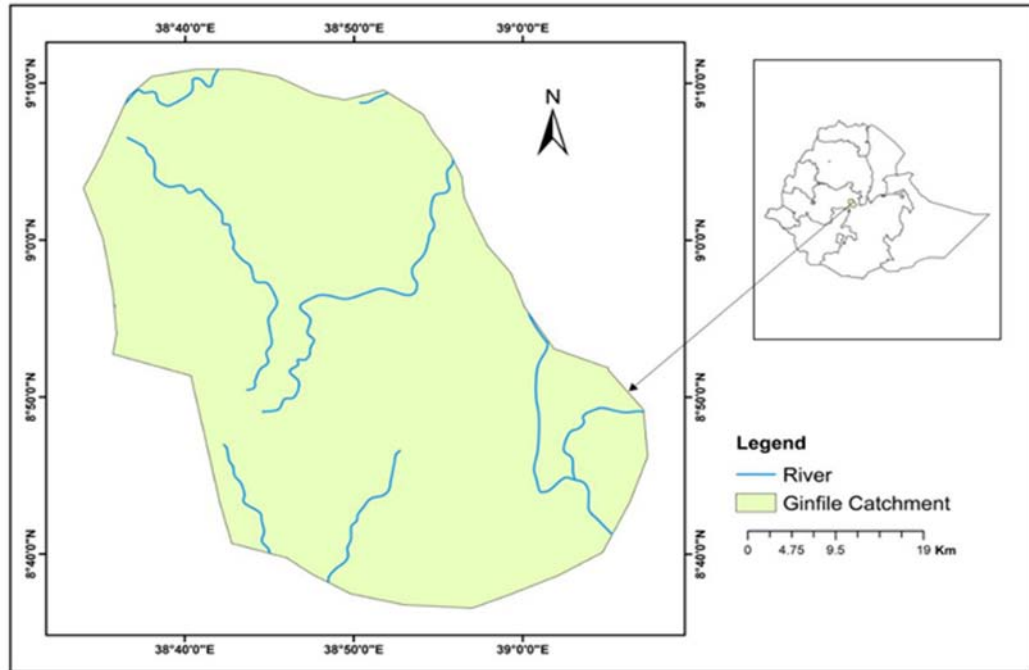 38°40'0"E 38°50'0"E 39°0'0"E
9°10'0"N 9°10'0"N
N
9°0'0"N 9°0'0"N
8°50'0"N 8°50'0"N
Legend
River
Ginfile Catchment
0 4.75 9.5 19 Km
8°40'0"N 8°40'0"N
38°40'0"E 38°50'0"E 39°0'0"E